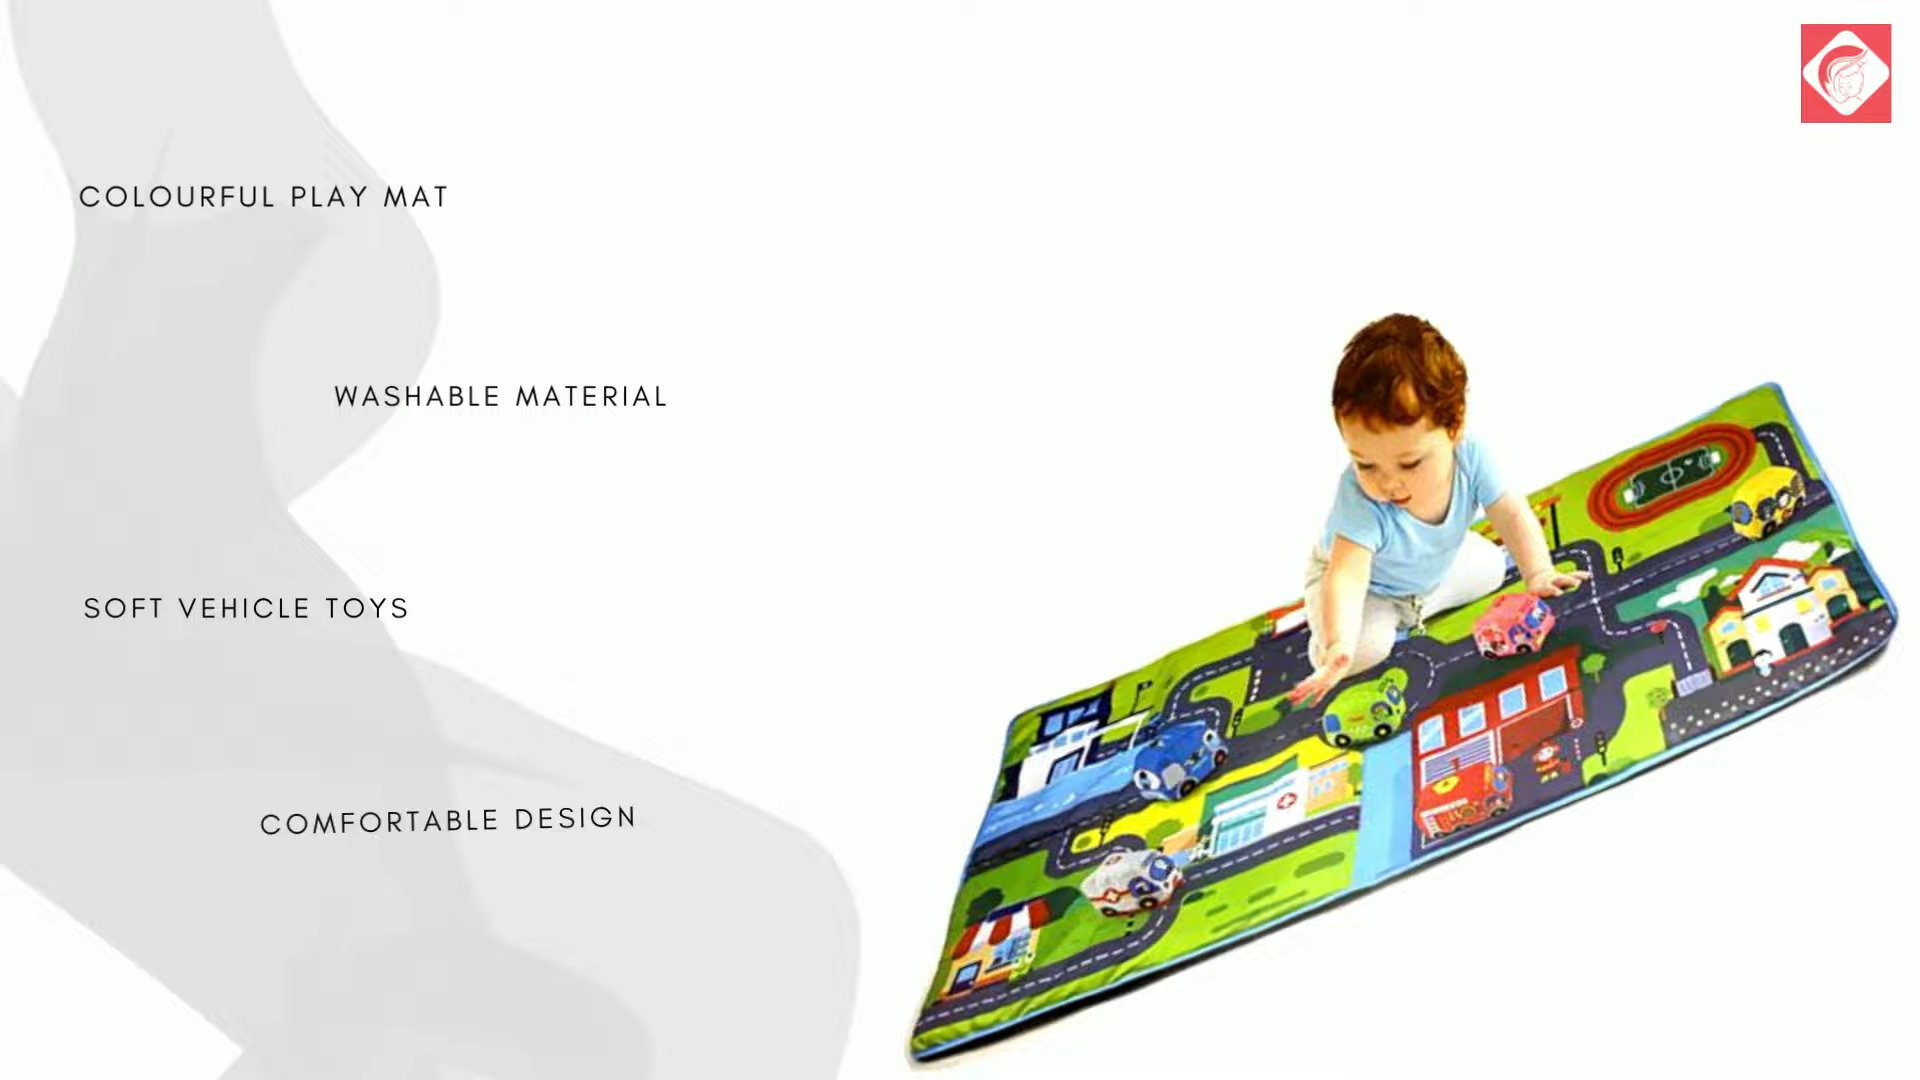 COLOURFUL PLAY MAT
WASHABLE MATERIAL
SOFT VEHICLE TOYS
COMFORTABLE DESIGN